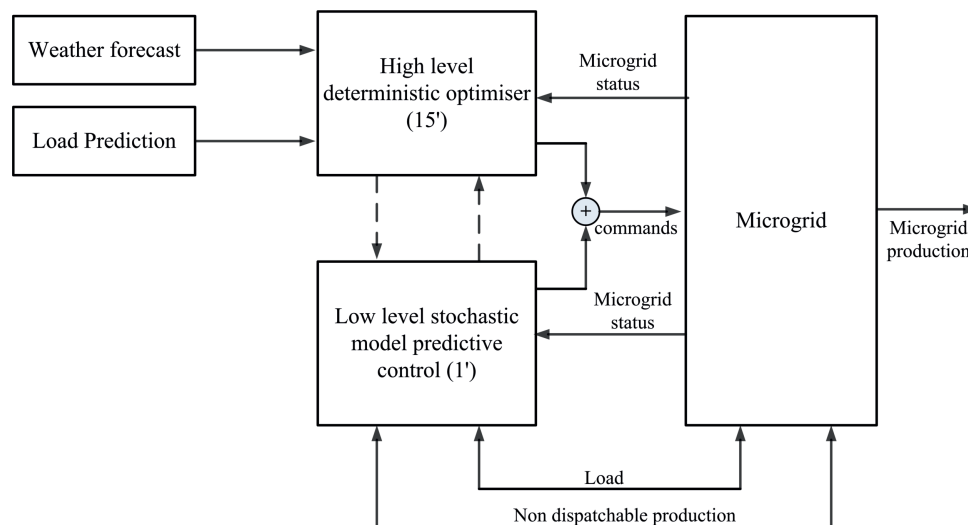 Weather forecast
Load Prediction
High level
deterministic optimiser
(15')
Microgrid
status
+
commands
Microgrid
Microgrid
production
Low level stochastic
model predictive
control (1')
Microgrid
status
Load
Non dispatchable production